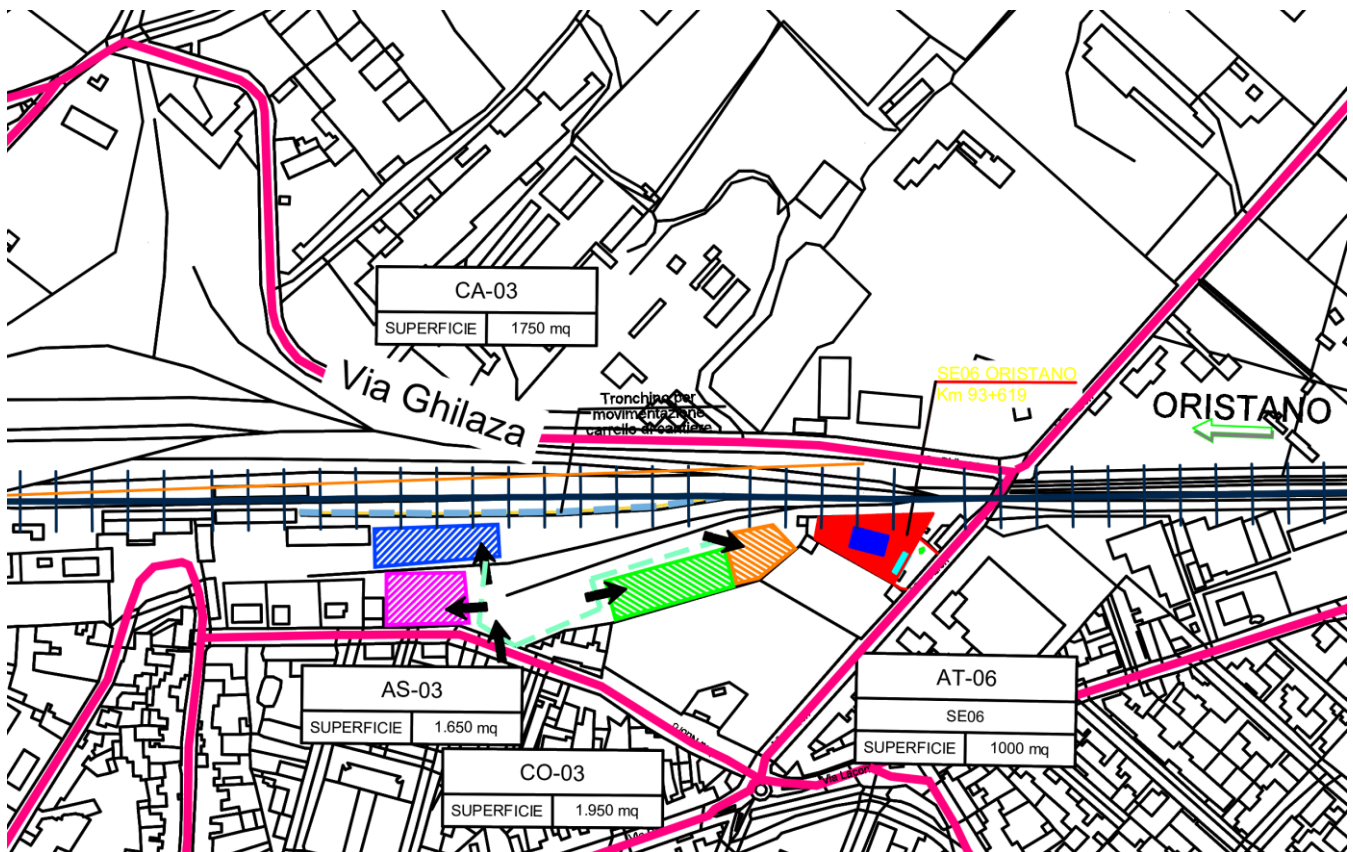 CA-03
SUPERFICIE 1750 mq
Via Ghilaza
Tronchino per
movimentazione
carrello di cantiere
SE06 ORISTANO
Km 93+619
ORISTANO
AS-03
SUPERFICIE 1.650 mq
CO-03
SUPERFICIE 1.950 mq
AT-06
SE06
SUPERFICIE 1000 mq